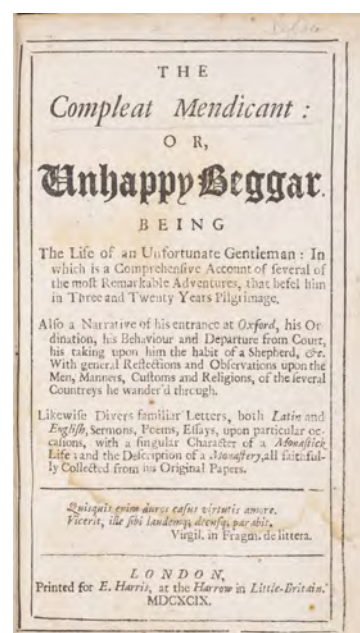 THE
Compleat Mendicant:
OR,
Unhappy Beggar.
BEING
The Life of an Unfortunate Gentleman: In
which is a Comprehenſive Account of ſeveral of
the moſt Remarkable Adventures, that befel him
in Three and Twenty Years Pilgrimage.
Alſo a Narrative of his entrance at Oxford, his Or-
dination, his Behaviour and Departure from Court,
his taking upon him the habit of a Shepherd, &c.
With general Reflections and Obſervations upon the
Men, Manners, Cuſtoms and Religions, of the ſeveral
Countreys he wander'd through.
Likewiſe Divers familiar Letters, both Latin and
Engliſh, Sermons, Poems, Eſſays, upon particular oc-
caſions, with a ſingular Character of a Monaſtick
Life: and the Deſcription of a Monaſtery, all faithful-
ly Collected from his Original Papers.
Quiſquis enim duros caſus virtutis amore.
Vicerit, ille ſibi laudemq; decuſq; parabit.
Virgil. in Fragm. de littera.
LONDON,
Printed for E. Harris, at the Harrow in Little-Britain.
MDCXCIX.